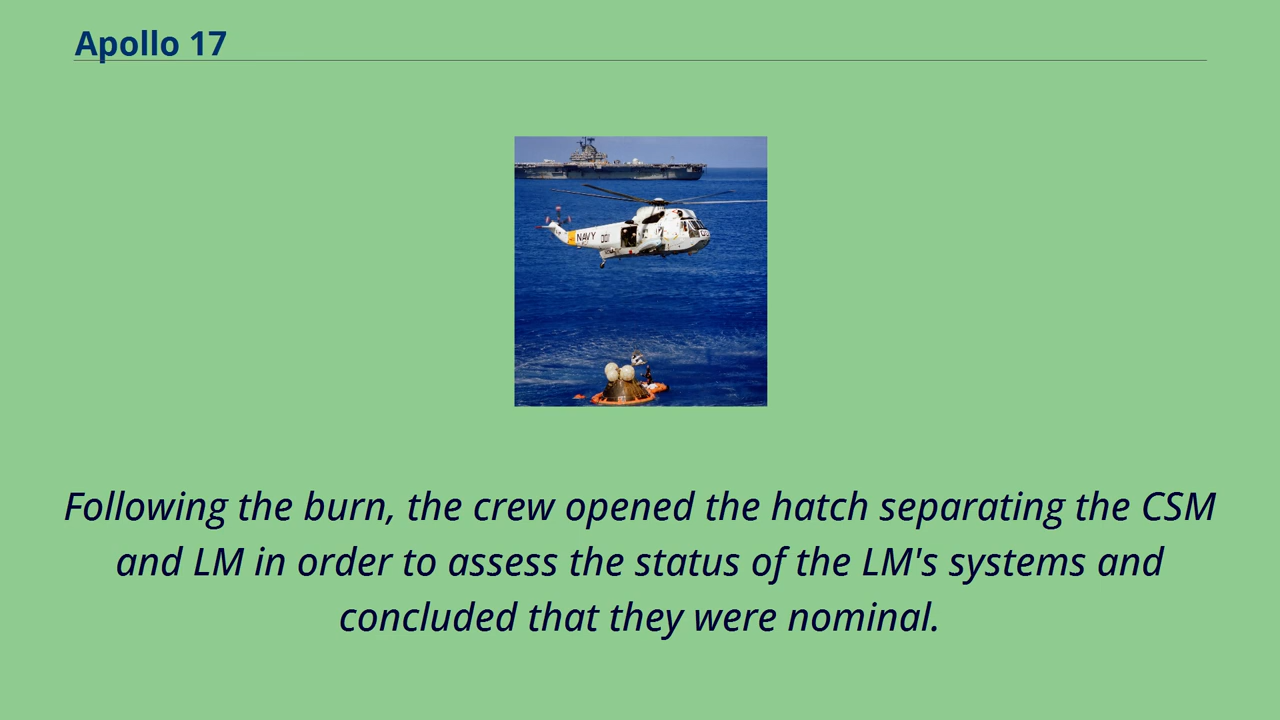 Apollo 17
NAVY
Following the burn, the crew opened the hatch separating the CSM
and LM in order to assess the status of the LM's systems and
concluded that they were nominal.